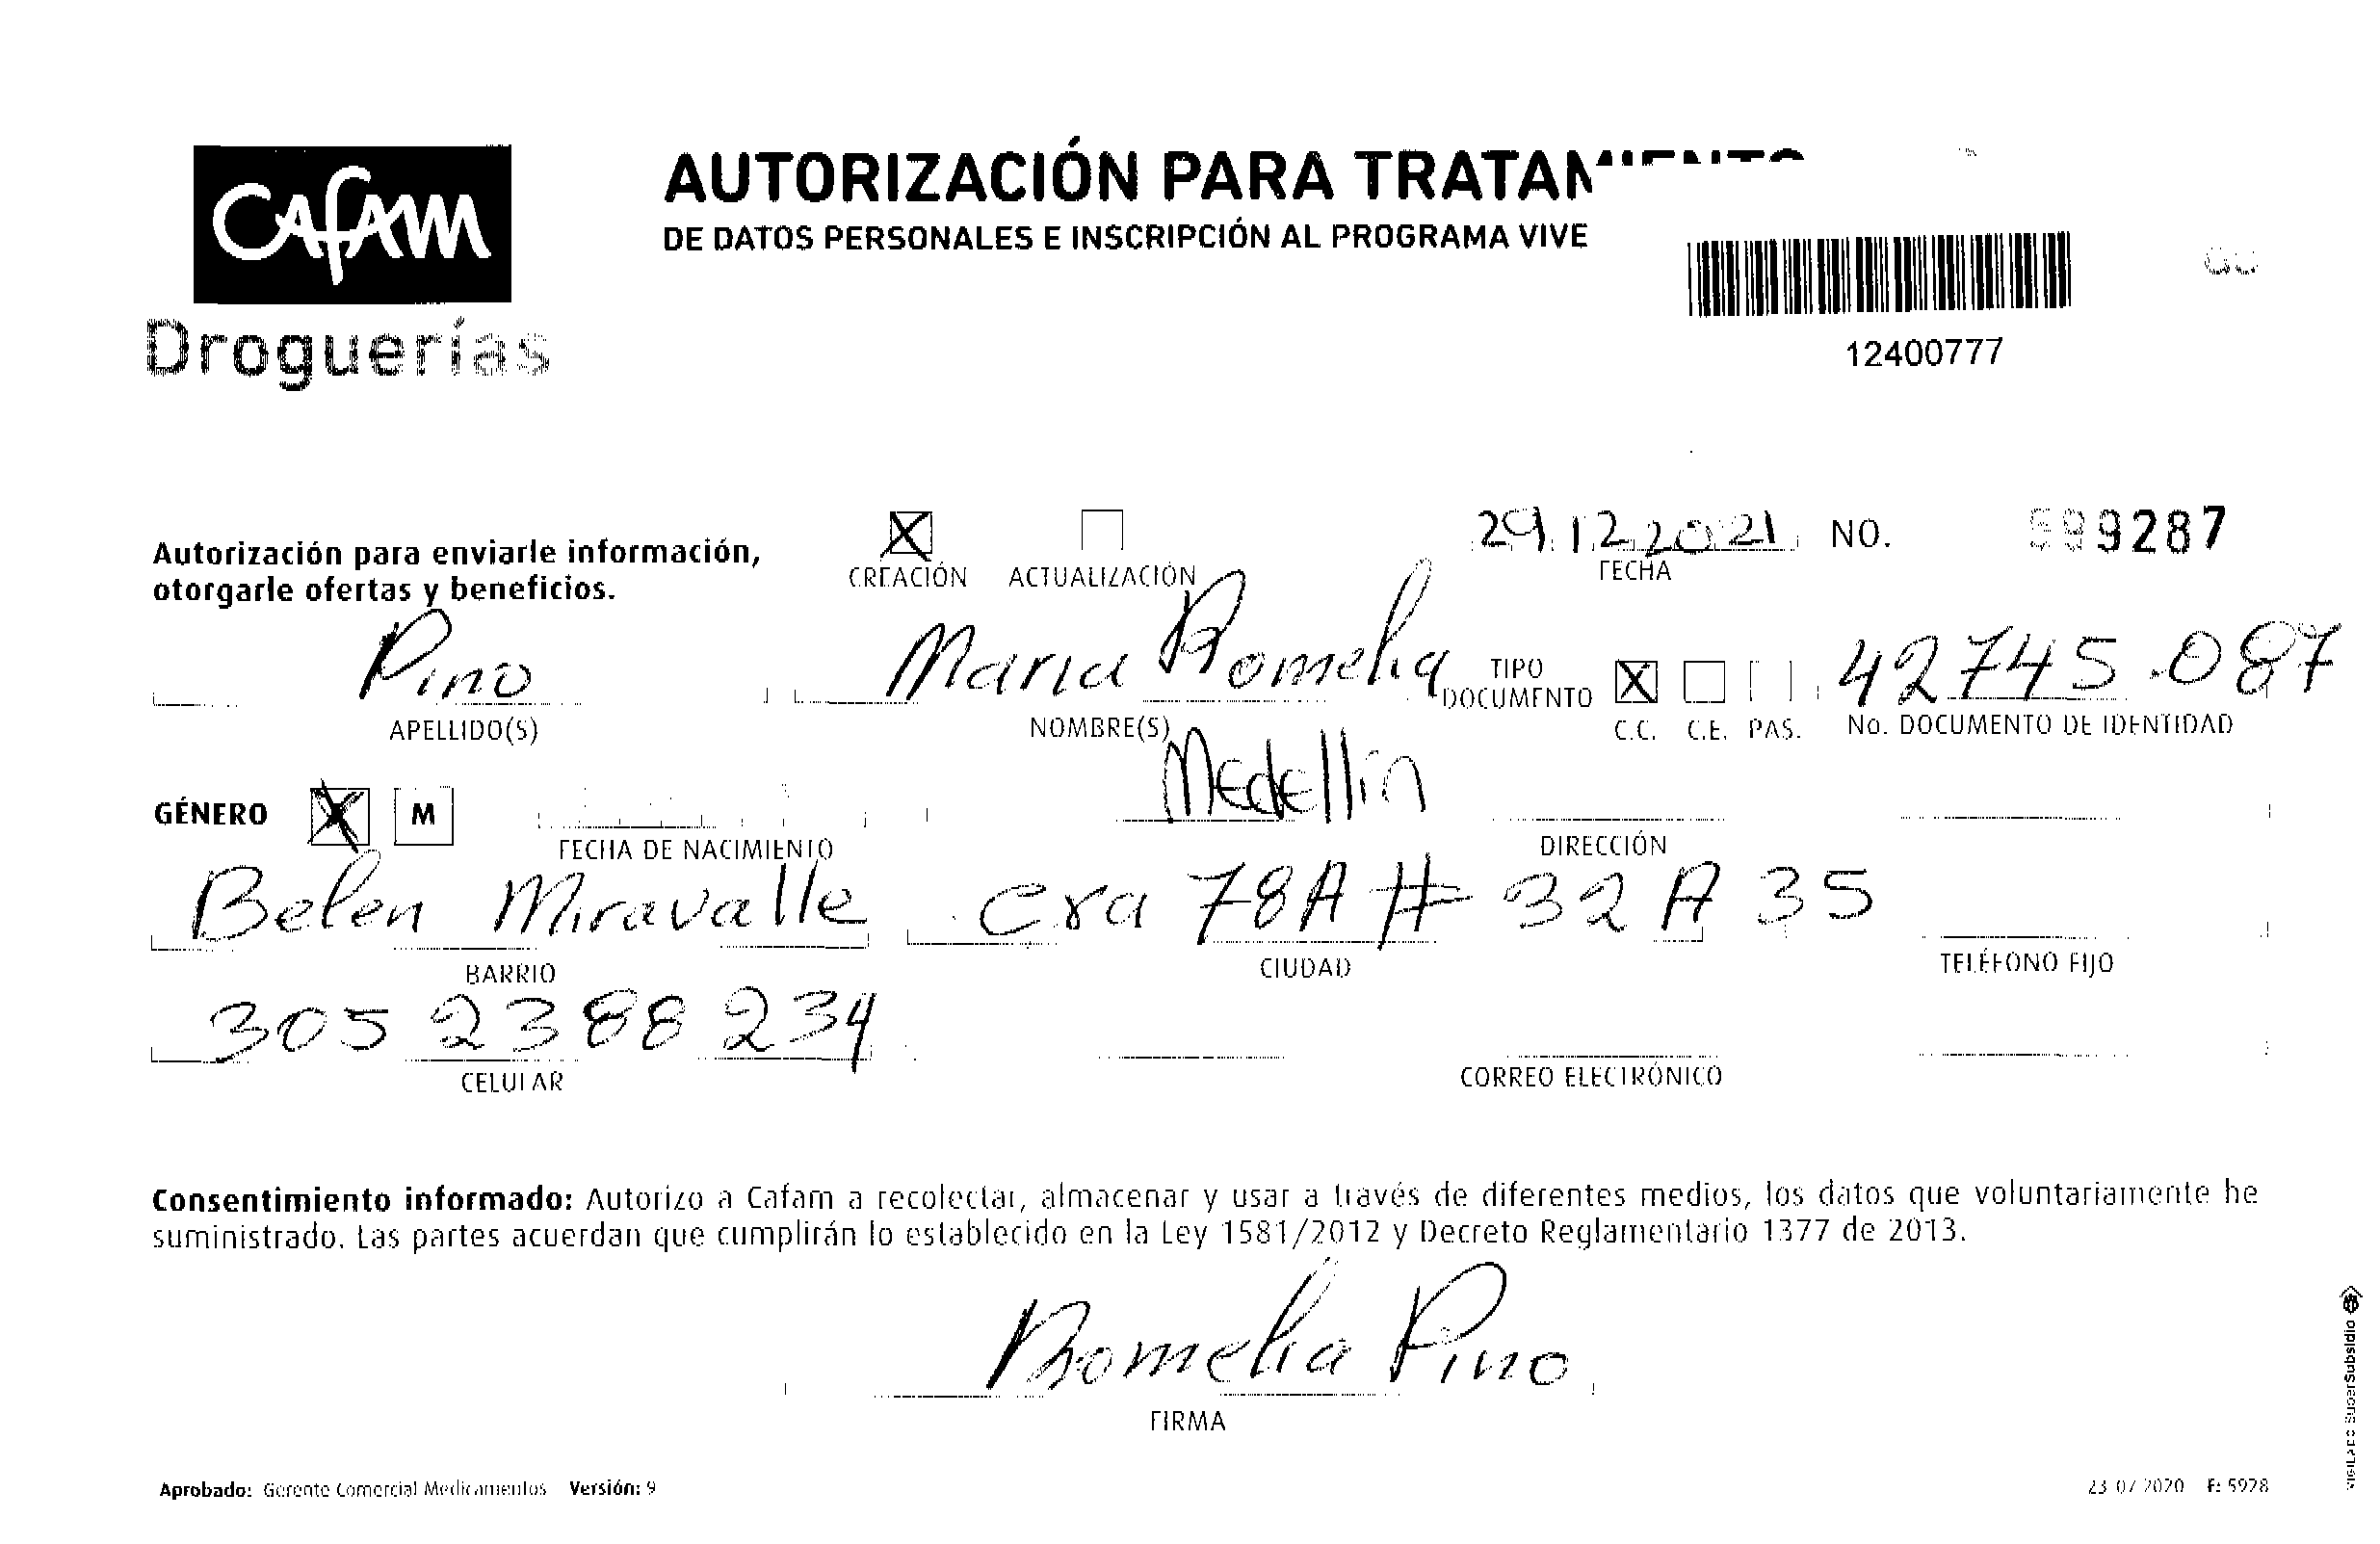 CAfAM
Droguerías
AUTORIZACIÓN PARA
DE DATOS PERSONALES E INSCRIPCIÓN AL PROGRAMA VIVE
12400777
Autorización para enviarle información,
otorgarle ofertas y beneficios.
X CREACIÓN ACTUALIZACIÓN
29 12 2021 FECHA
NO. 599287
Pino Maria Romelia TIPO DOCUMENTO X 42745.087
APELLIDO(S) NOMBRE(S) C.C. C.E. PAS. No. DOCUMENTO DE IDENTIDAD
GÉNERO X M Medellin
FECHA DE NACIMIENTO DIRECCIÓN
Belen Miravalle cra 78A # 32 A 35
BARRIO CIUDAD TELÉFONO FIJO
305 2388 234
CELULAR CORREO ELECTRÓNICO
Consentimiento informado: Autorizo a Cafam a recolectar, almacenar y usar a través de diferentes medios, los datos que voluntariamente he
suministrado. Las partes acuerdan que cumplirán lo establecido en la Ley 1581/2012 y Decreto Reglamentario 1377 de 2013.
Romelia Pino
FIRMA
Aprobado: Gerente Comercial Medicamentos Versión: 9
23 07 2020 F: 5928
VIGILADO SuperSubsidio